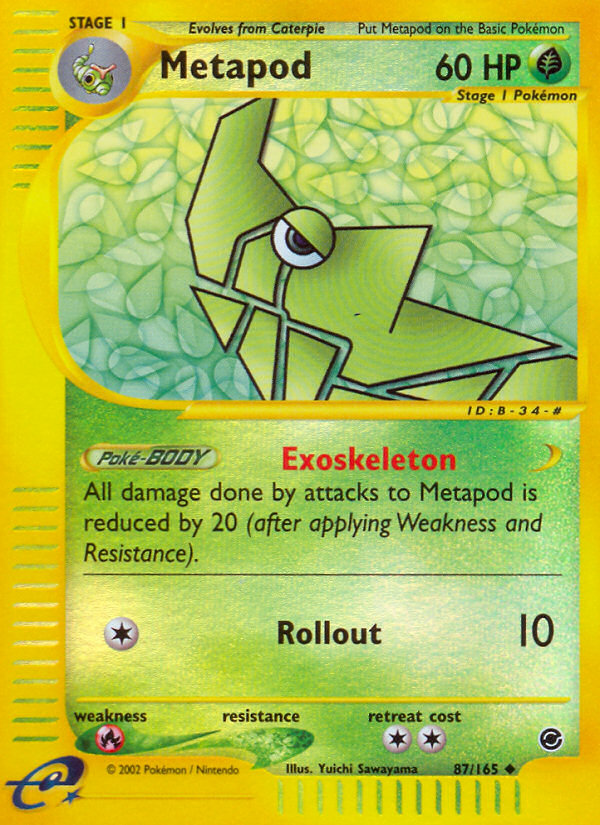 STAGE 1
Evolves from Caterpie
Put Metapod on the Basic Pokémon
Metapod
60 HP
Stage 1 Pokémon
ID:B-34-#
Poké-BODY
Exoskeleton
All damage done by attacks to Metapod is
reduced by 20 (after applying Weakness and
Resistance).
Rollout
10
weakness
resistance
retreat cost
© 2002 Pokémon / Nintendo
Illus. Yuichi Sawayama
87/165
e